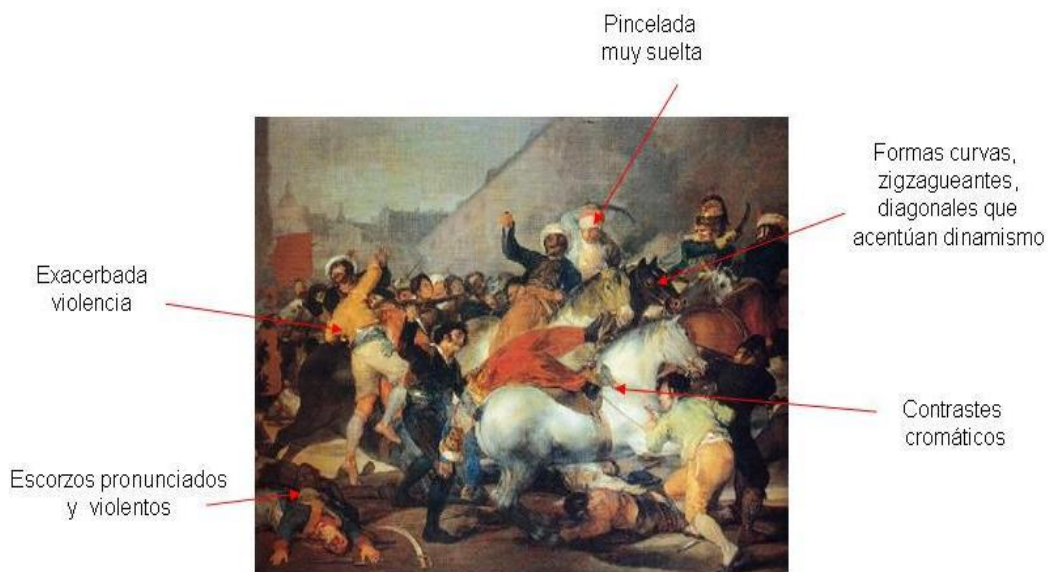 Pincelada
muy suelta
Formas curvas,
zigzagueantes,
diagonales que
acentúan dinamismo
Exacerbada
violencia
Contrastes
cromáticos
Escorzos pronunciados
y violentos